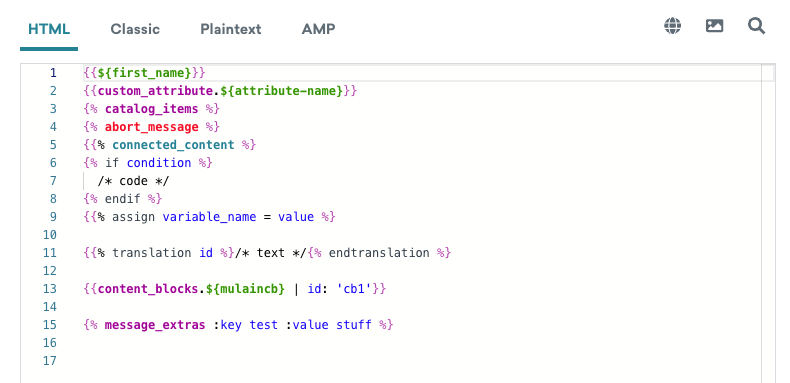 HTML Classic Plaintext AMP
1 {{${first_name}}}
2 {{custom_attribute.${attribute-name}}}
3 {% catalog_items %}
4 {% abort_message %}
5 {{% connected_content %}
6 {% if condition %}
7 /* code */
8 {% endif %}
9 {{% assign variable_name = value %}
10
11 {{% translation id %}/* text */{% endtranslation %}
12
13 {{content_blocks.${mulaincb} | id: 'cb1'}}
14
15 {% message_extras :key test :value stuff %}
16
17